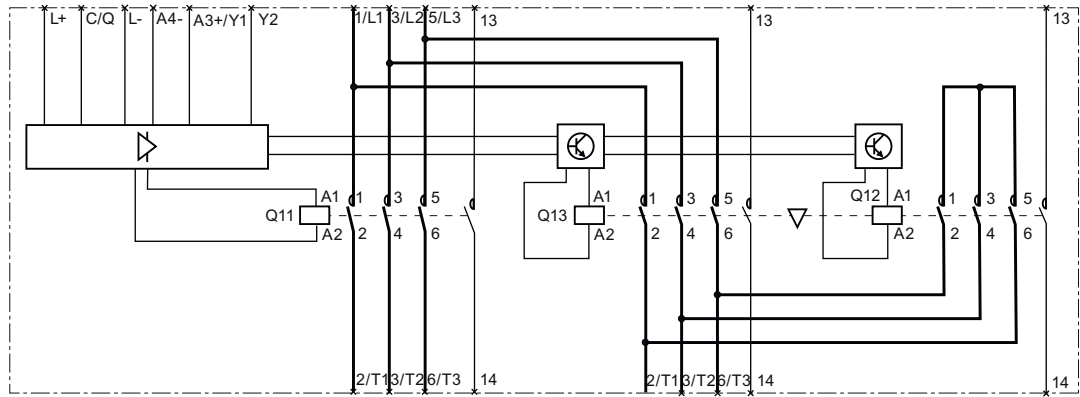 L+ C/Q L- A4- A3+/Y1 Y2 1/L1 3/L2 5/L3 13 13 13
Q11 A1 1 3 5 Q13 A1 1 3 5 Q12 A1 1 3 5
A2 2 4 6 A2 2 4 6 A2 2 4 6
2/T1 3/T2 6/T3 14 2/T1 3/T2 6/T3 14 14